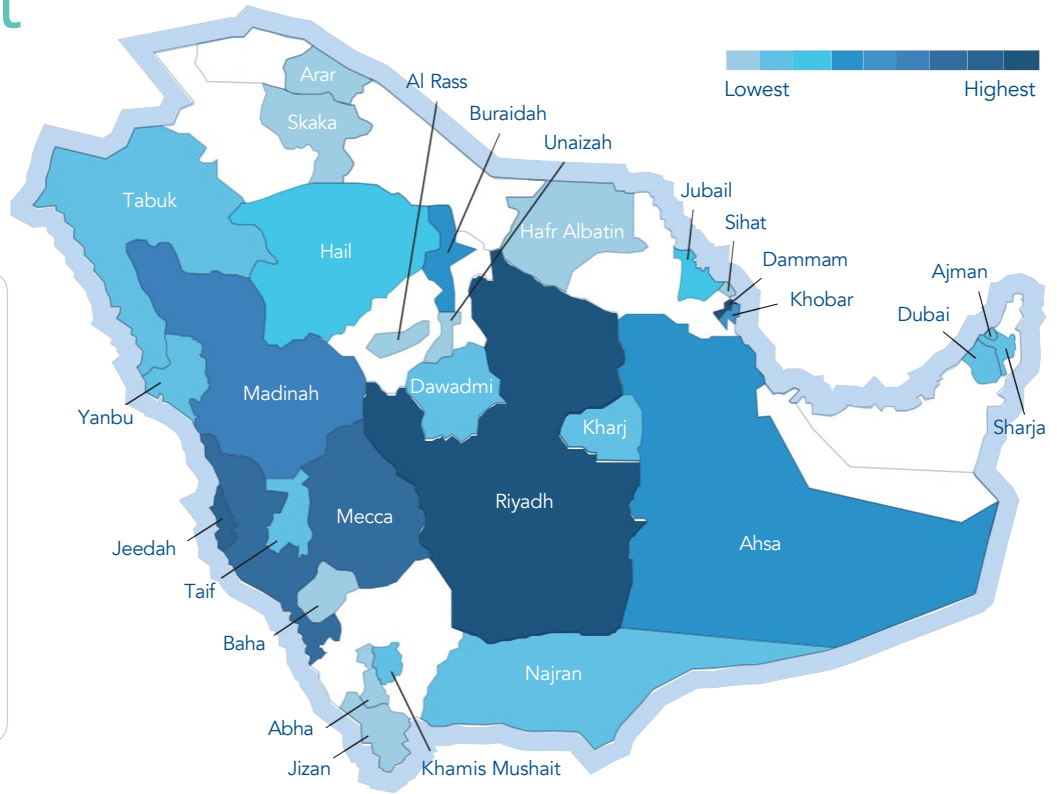 t
Lowest
Highest
Arar
Al Rass
Skaka
Buraidah
Unaizah
Tabuk
Jubail
Hail
Hafr Albatin
Sihat
Dammam
Ajman
Khobar
Dubai
Dawadmi
Madinah
Yanbu
Kharj
Sharja
Riyadh
Mecca
Ahsa
Jeedah
Taif
Baha
Najran
Abha
Jizan
Khamis Mushait